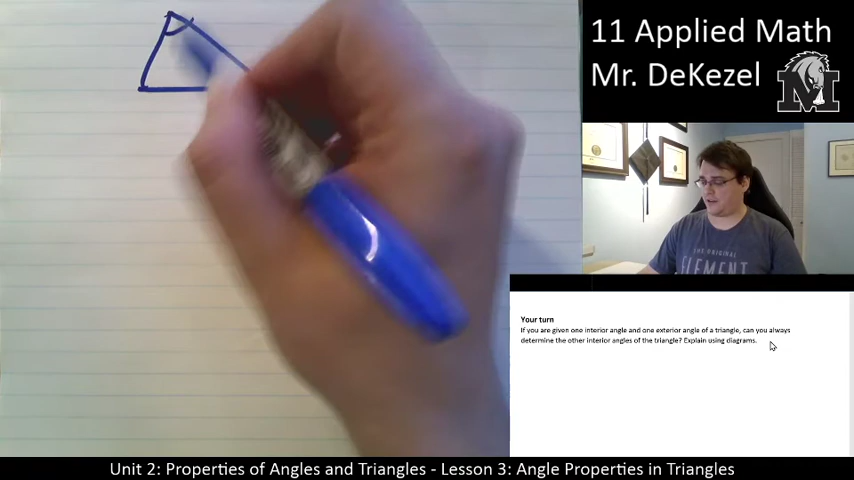 11 Applied Math
Mr. DeKezel
M
ELEMENT
Your turn
If you are given one interior angle and one exterior angle of a triangle, can you always
determine the other interior angles of the triangle? Explain using diagrams.
Unit 2: Properties of Angles and Triangles - Lesson 3: Angle Properties in Triangles